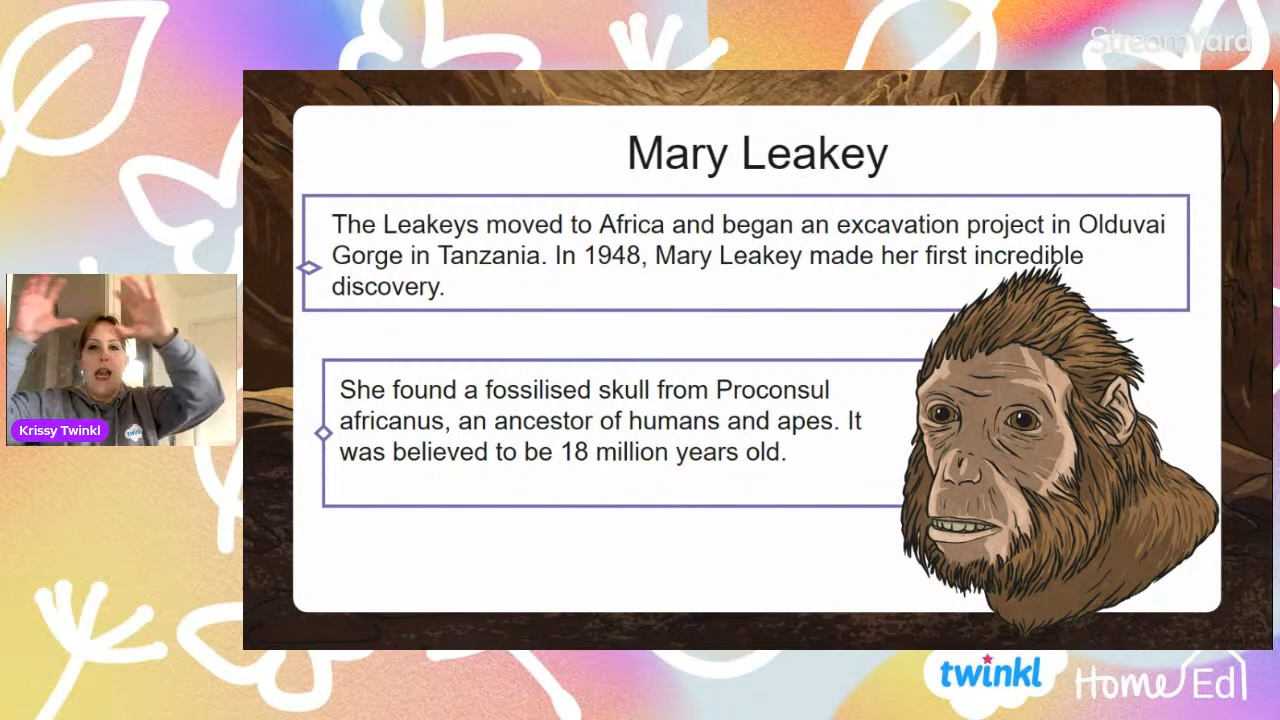 StreamYard
Mary Leakey
The Leakeys moved to Africa and began an excavation project in Olduvai
Gorge in Tanzania. In 1948, Mary Leakey made her first incredible
discovery.
She found a fossilised skull from Proconsul
africanus, an ancestor of humans and apes. It
was believed to be 18 million years old.
Krissy Twinkl
twinkl
Home Ed